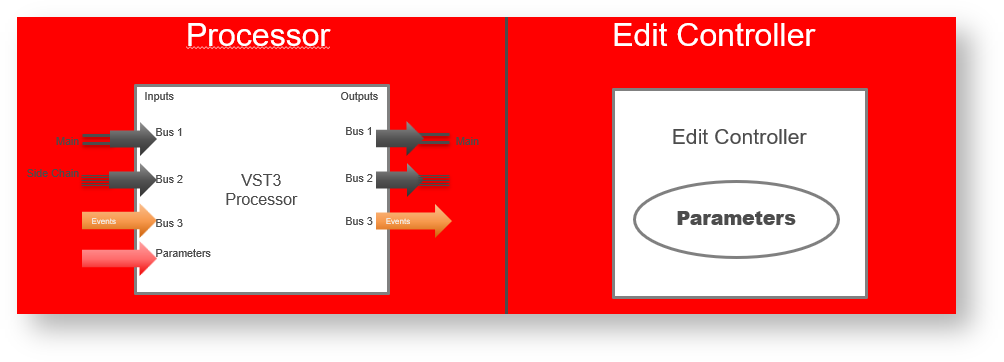 Processor
Edit Controller
Inputs
Outputs
Main
Bus 1
Bus 1
Main
Side Chain
Bus 2
Bus 2
VST3
Processor
Events
Bus 3
Bus 3
Events
Parameters
Edit Controller
Parameters